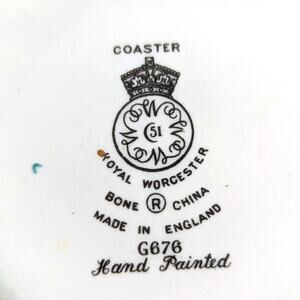 COASTER
51
ROYAL WORCESTER
BONE ® CHINA
MADE IN ENGLAND
G676
Hand Painted